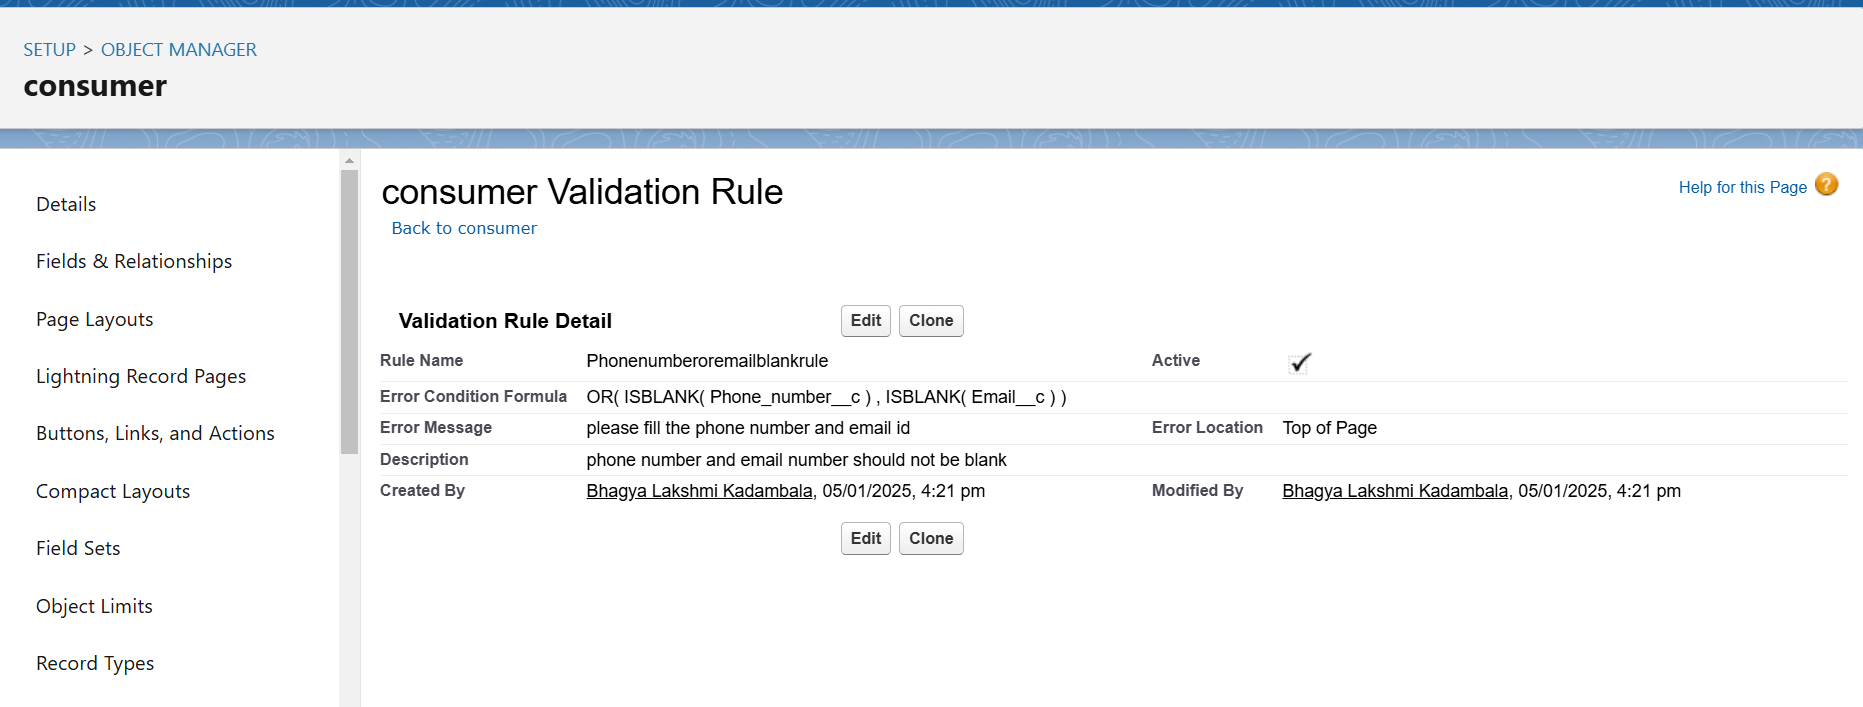 SETUP > OBJECT MANAGER
consumer
Details
Fields & Relationships
Page Layouts
Lightning Record Pages
Buttons, Links, and Actions
Compact Layouts
Field Sets
Object Limits
Record Types
consumer Validation Rule
Help for this Page ?
Back to consumer
Validation Rule Detail Edit Clone
Rule Name Phonenumberoremailblankrule Active
Error Condition Formula OR( ISBLANK( Phone_number__c ) , ISBLANK( Email__c ) )
Error Message please fill the phone number and email id Error Location Top of Page
Description phone number and email number should not be blank
Created By Bhagya Lakshmi Kadambala, 05/01/2025, 4:21 pm Modified By Bhagya Lakshmi Kadambala, 05/01/2025, 4:21 pm
Edit Clone